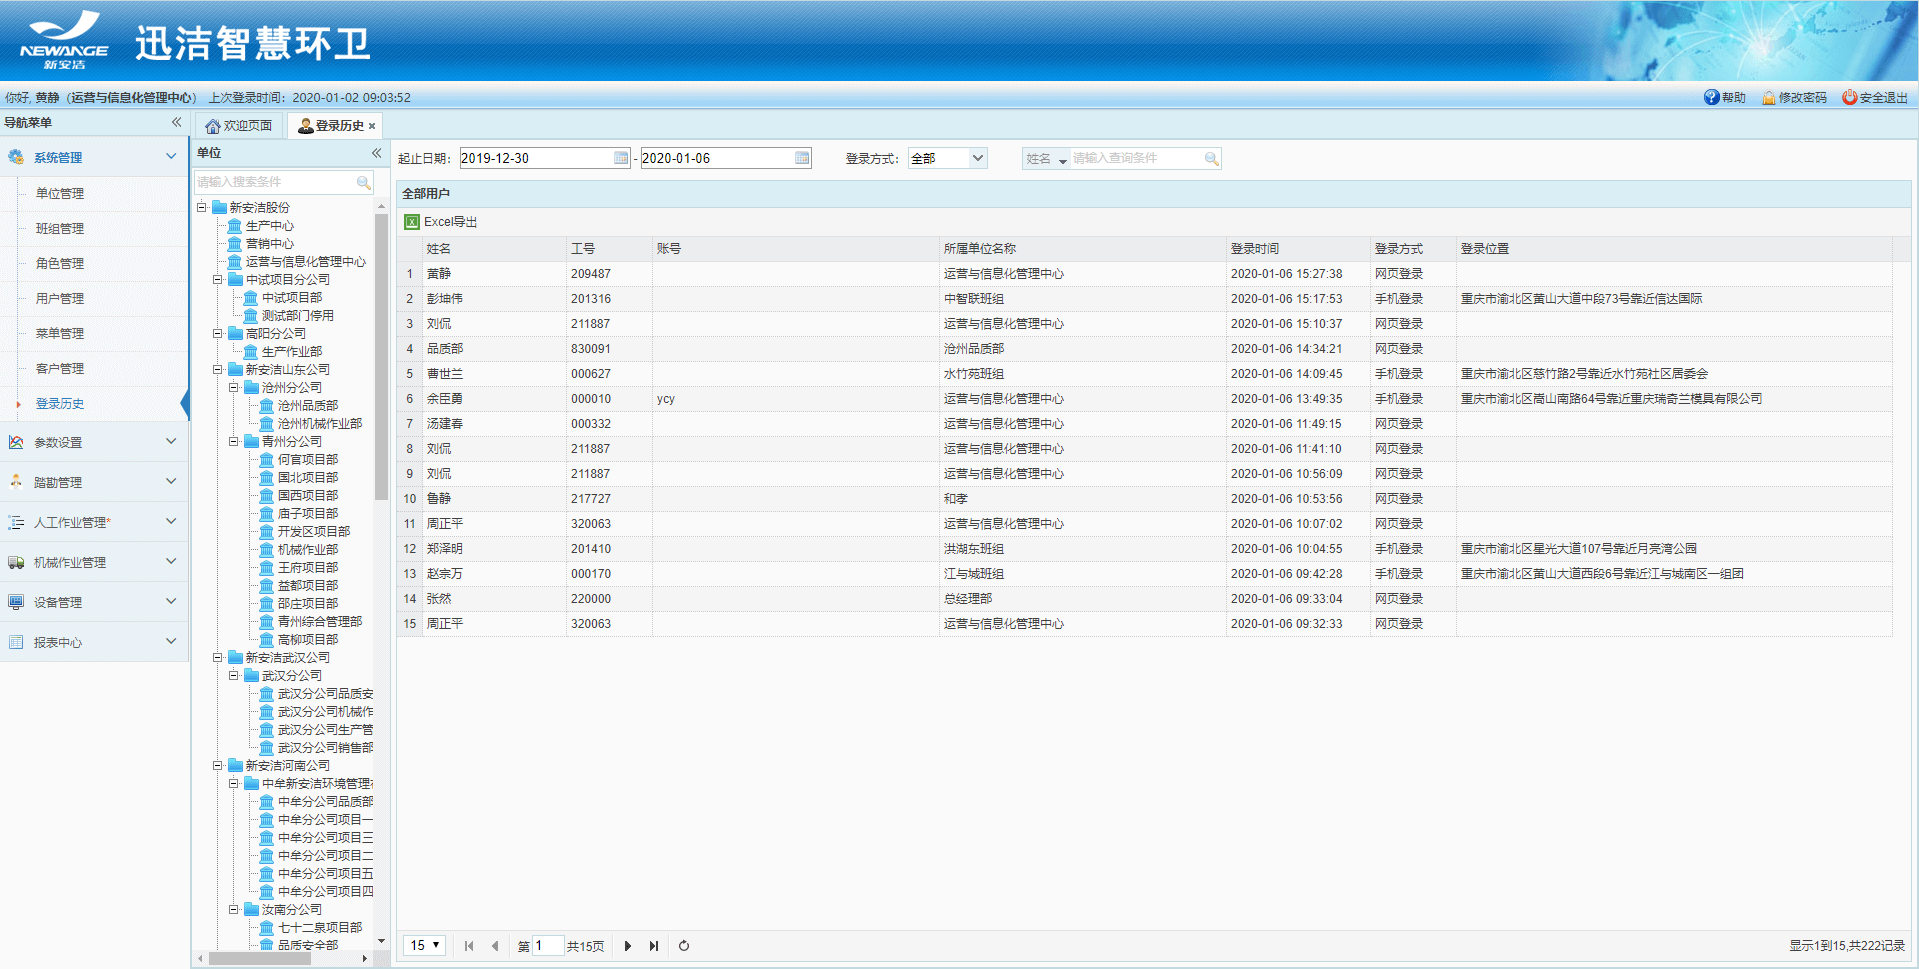 NEWANGE
新安洁
迅洁智慧环卫
你好, 黄静（运营与信息化管理中心） 上次登录时间：2020-01-02 09:03:52
帮助 修改密码 安全退出
导航菜单
系统管理
单位管理
班组管理
角色管理
用户管理
菜单管理
客户管理
登录历史
参数设置
踏勘管理
人工作业管理*
机械作业管理
设备管理
报表中心
欢迎页面 登录历史
单位
请输入搜索条件
新安洁股份
生产中心
营销中心
运营与信息化管理中心
中试项目分公司
中试项目部
测试部门停用
高阳分公司
生产作业部
新安洁山东公司
沧州分公司
沧州品质部
沧州机械作业部
青州分公司
何官项目部
国北项目部
国西项目部
庙子项目部
开发区项目部
机械作业部
王府项目部
益都项目部
邵庄项目部
青州综合管理部
高柳项目部
新安洁武汉公司
武汉分公司
武汉分公司品质安
武汉分公司机械作
武汉分公司生产管
武汉分公司销售部
新安洁河南公司
中牟新安洁环境管理
中牟分公司品质部
中牟分公司项目一
中牟分公司项目三
中牟分公司项目二
中牟分公司项目五
中牟分公司项目四
汝南分公司
七十二泉项目部
品质安全部
起止日期： 2019-12-30 - 2020-01-06 登录方式： 全部 姓名 请输入查询条件
全部用户
Excel导出
姓名 工号 账号 所属单位名称 登录时间 登录方式 登录位置
1 黄静 209487 运营与信息化管理中心 2020-01-06 15:27:38 网页登录
2 彭坤伟 201316 中智联班组 2020-01-06 15:17:53 手机登录 重庆市渝北区黄山大道中段73号靠近信达国际
3 刘侃 211887 运营与信息化管理中心 2020-01-06 15:10:37 网页登录
4 品质部 830091 沧州品质部 2020-01-06 14:34:21 网页登录
5 曹世兰 000627 水竹苑班组 2020-01-06 14:09:45 手机登录 重庆市渝北区慈竹路2号靠近水竹苑社区居委会
6 余臣勇 000010 ycy 运营与信息化管理中心 2020-01-06 13:49:35 手机登录 重庆市渝北区嵩山南路64号靠近重庆瑞奇兰模具有限公司
7 汤建春 000332 运营与信息化管理中心 2020-01-06 11:49:15 网页登录
8 刘侃 211887 运营与信息化管理中心 2020-01-06 11:41:10 网页登录
9 刘侃 211887 运营与信息化管理中心 2020-01-06 10:56:09 网页登录
10 鲁静 217727 和孝 2020-01-06 10:53:56 网页登录
11 周正平 320063 运营与信息化管理中心 2020-01-06 10:07:02 网页登录
12 郑泽明 201410 洪湖东班组 2020-01-06 10:04:55 手机登录 重庆市渝北区星光大道107号靠近月亮湾公园
13 赵宗万 000170 江与城班组 2020-01-06 09:42:28 手机登录 重庆市渝北区黄山大道西段6号靠近江与城南区一组团
14 张然 220000 总经理部 2020-01-06 09:33:04 网页登录
15 周正平 320063 运营与信息化管理中心 2020-01-06 09:32:33 网页登录
15 第 1 共15页 显示1到15,共222记录